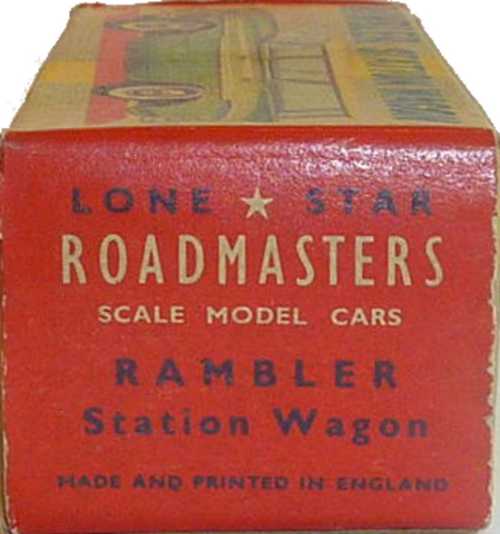 LONE ★ STAR
ROADMASTERS
SCALE MODEL CARS
RAMBLER
Station Wagon
MADE AND PRINTED IN ENGLAND